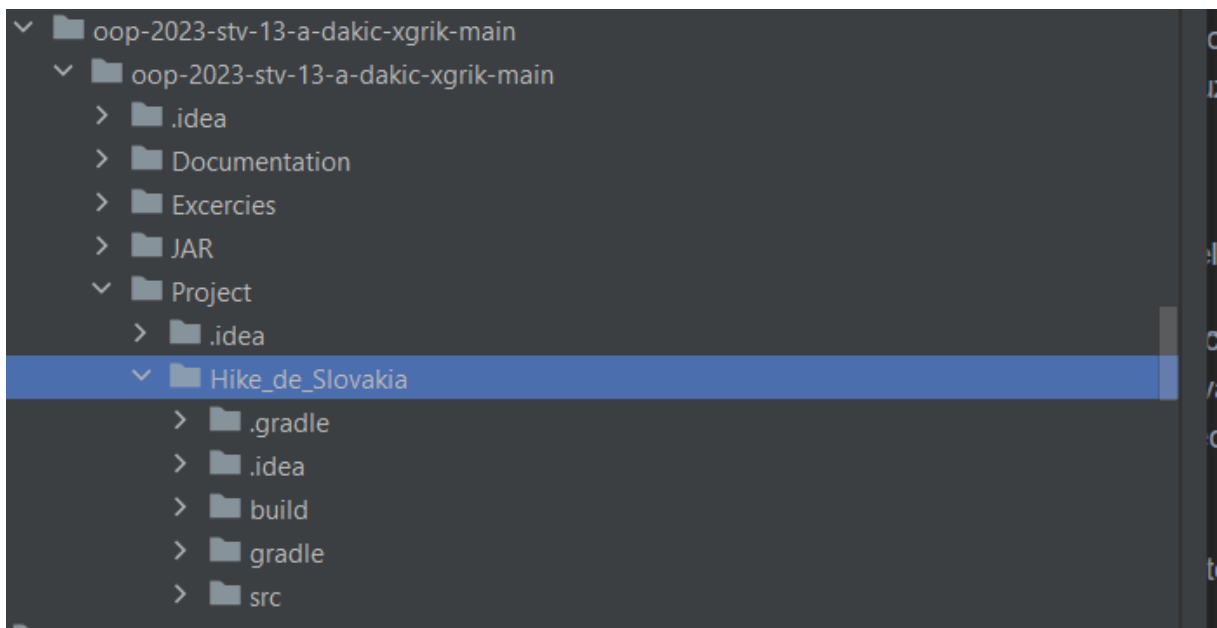 oop-2023-stv-13-a-dakic-xgrik-main
oop-2023-stv-13-a-dakic-xgrik-main
.idea
Documentation
Excercies
JAR
Project
.idea
Hike_de_Slovakia
.gradle
.idea
build
gradle
src